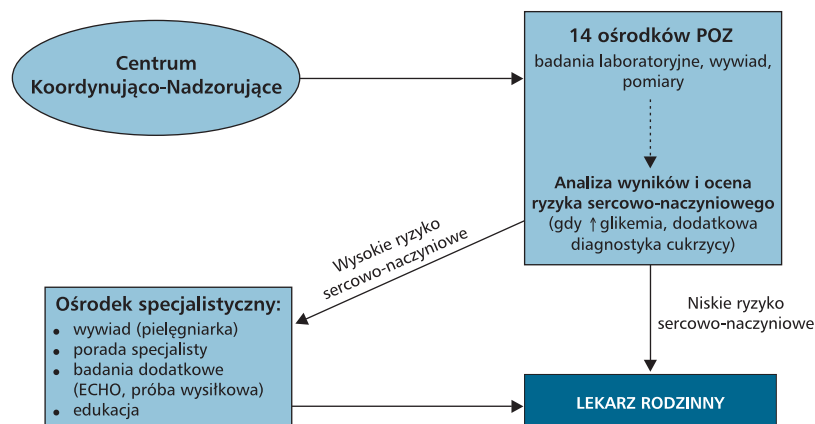 Centrum
Koordynująco-Nadzorujące
14 ośrodków POZ
badania laboratoryjne, wywiad,
pomiary
Analiza wyników i ocena
ryzyka sercowo-naczyniowego
(gdy ↑ glikemia, dodatkowa
diagnostyka cukrzycy)
Wysokie ryzyko
sercowo-naczyniowe
Niskie ryzyko
sercowo-naczyniowe
Ośrodek specjalistyczny:
• wywiad (pielęgniarka)
• porada specjalisty
• badania dodatkowe
(ECHO, próba wysiłkowa)
• edukacja
LEKARZ RODZINNY